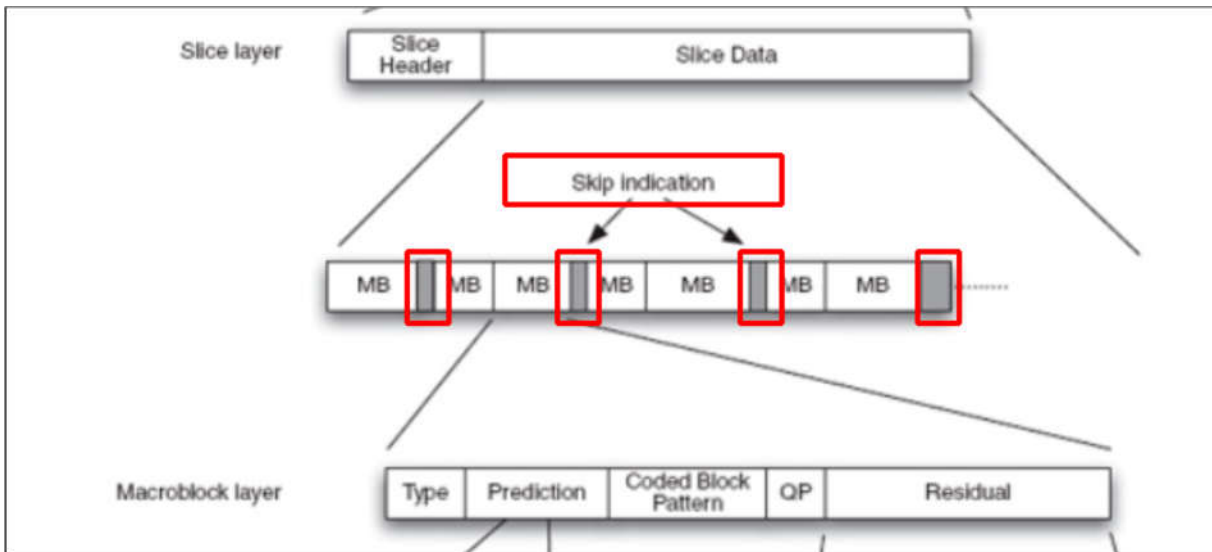 Slice layer
Slice
Header
Slice Data
Skip indication
MB MB MB MB MB MB MB
Macroblock layer
Type
Prediction
Coded Block
Pattern
QP
Residual